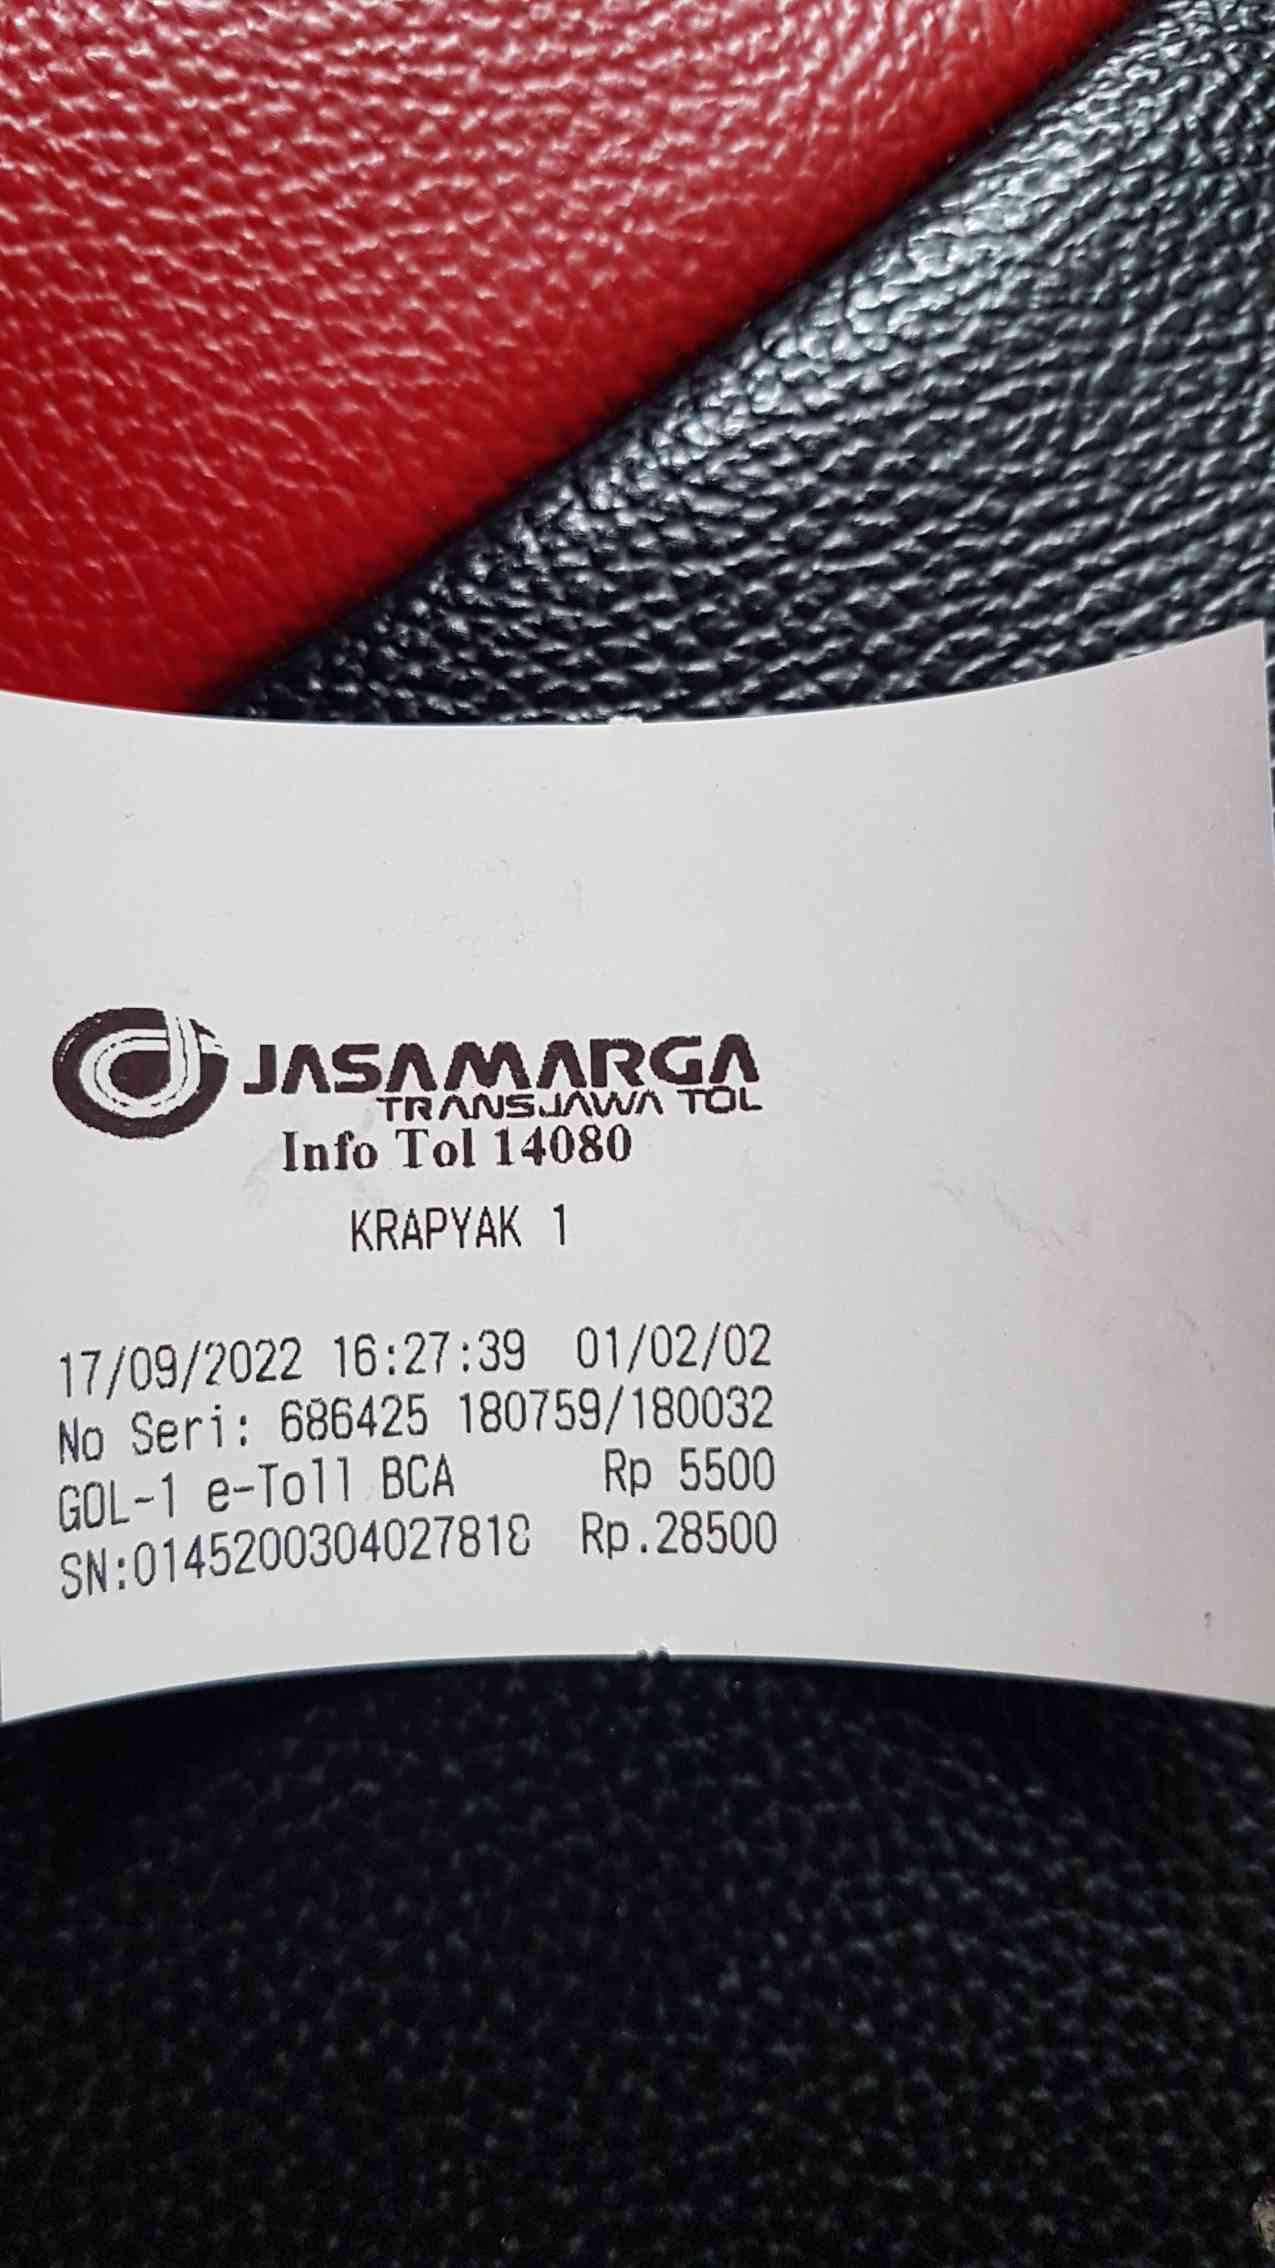 JASAMARGA
TRANSJAWA TOL
Info Tol 14080
KRAPYAK 1
17/09/2022 16:27:39 01/02/02
No Seri: 686425 180759/180032
GOL-1 e-Toll BCA Rp 5500
SN:0145200304027818 Rp.28500